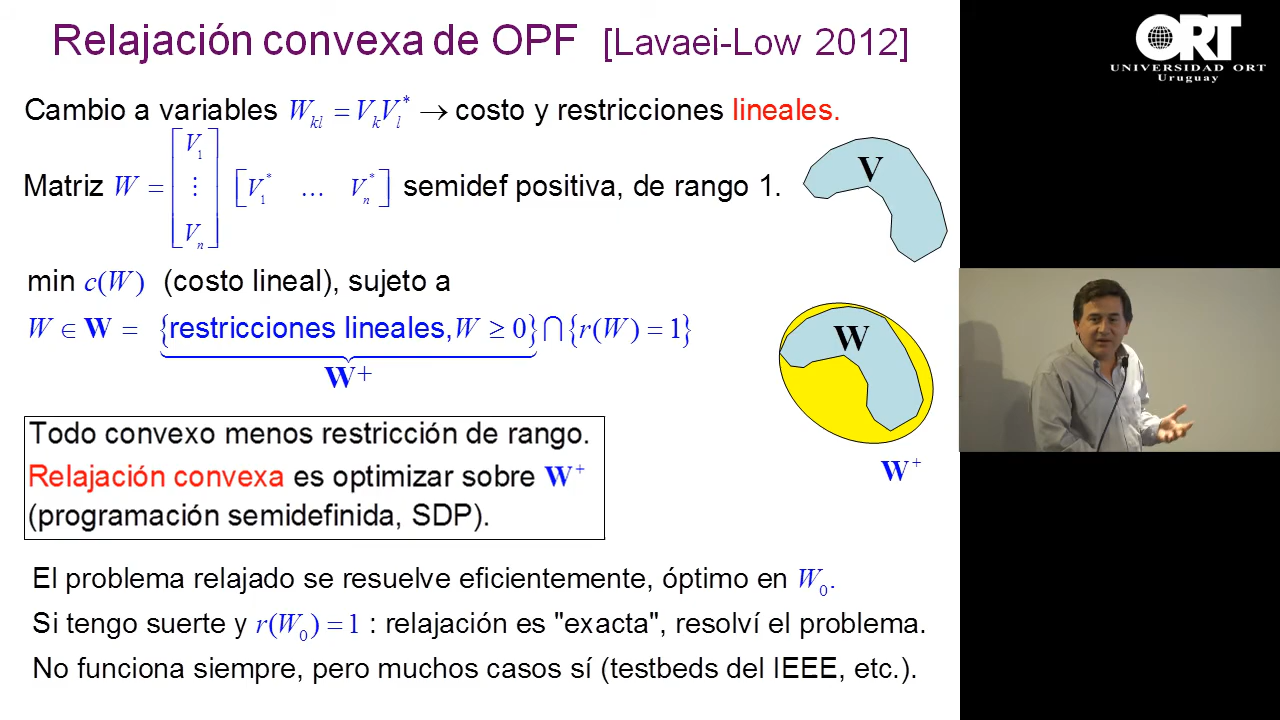 Relajación convexa de OPF [Lavaei-Low 2012]
ORT
UNIVERSIDAD ORT
Uruguay
Cambio a variables W_{kl} = V_k V_l^* → costo y restricciones lineales.
Matriz W = [V_1 ⋮ V_n] [V_1^* … V_n^*] semidef positiva, de rango 1.
V
min c(W) (costo lineal), sujeto a
W ∈ W = {restricciones lineales, W ≥ 0} ∩ {r(W) = 1}
W+
W
W^+
Todo convexo menos restricción de rango.
Relajación convexa es optimizar sobre W^+
(programación semidefinida, SDP).
El problema relajado se resuelve eficientemente, óptimo en W_0.
Si tengo suerte y r(W_0) = 1 : relajación es "exacta", resolví el problema.
No funciona siempre, pero muchos casos sí (testbeds del IEEE, etc.).